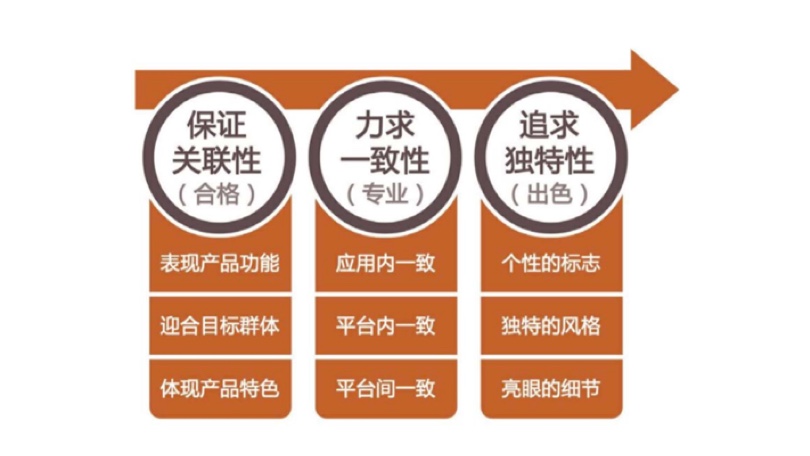 保证
关联性
（合格）
表现产品功能
迎合目标群体
体现产品特色
力求
一致性
（专业）
应用内一致
平台内一致
平台间一致
追求
独特性
（出色）
个性的标志
独特的风格
亮眼的细节